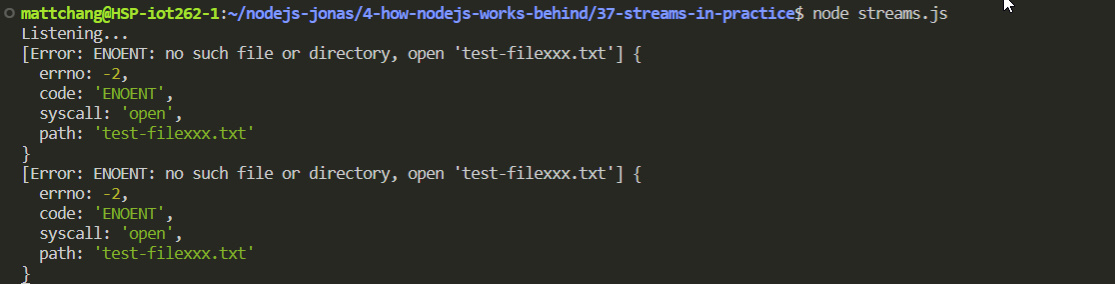 mattchang@HSP-iot262-1:~/nodejs-jonas/4-how-nodejs-works-behind/37-streams-in-practice$ node streams.js
Listening...
[Error: ENOENT: no such file or directory, open 'test-filexxx.txt'] {
  errno: -2,
  code: 'ENOENT',
  syscall: 'open',
  path: 'test-filexxx.txt'
}
[Error: ENOENT: no such file or directory, open 'test-filexxx.txt'] {
  errno: -2,
  code: 'ENOENT',
  syscall: 'open',
  path: 'test-filexxx.txt'
}